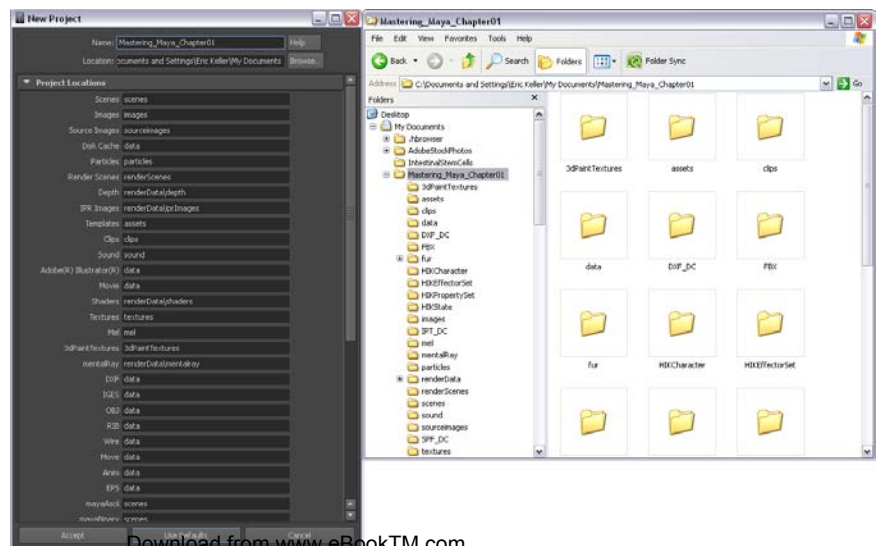 New Project
Name: Mastering_Maya_Chapter01 Help
Location: ocuments and Settings\Eric Keller\My Documents Browse...
Project Locations
Scenes scenes
Images images
Source Images sourceimages
Disk Cache data
Particles particles
Render Scenes renderScenes
Depth renderData\depth
IPR Images renderData\iprImages
Templates assets
Clips clips
Sound sound
Adobe(R) Illustrator(R) data
Movie data
Shaders renderData\shaders
Textures textures
Mel mel
3dPaintTextures 3dPaintTextures
mentalRay renderData\mentalray
DXF data
IGES data
OBJ data
RIB data
Wire data
Move data
Anim data
EPS data
mayaAscii scenes
mayaBinary scenes
Accept Use Defaults Cancel
Mastering_Maya_Chapter01
File Edit View Favorites Tools Help
Back Search Folders Folder Sync
Address C:\Documents and Settings\Eric Keller\My Documents\Mastering_Maya_Chapter01 Go
Folders
Desktop
My Documents
.hbrowser
AdobeStockPhotos
IntestinalStemCells
Mastering_Maya_Chapter01
3dPaintTextures
assets
clips
data
DXF_DC
FBX
fur
HIKCharacter
HIKEffectorSet
HIKPropertySet
HIKState
images
IPT_DC
mel
mentalRay
particles
renderData
renderScenes
scenes
sound
sourceimages
SPF_DC
textures
3dPaintTextures assets clips
data DXF_DC FBX
fur HIKCharacter HIKEffectorSet
Download from www.eBookTM.com